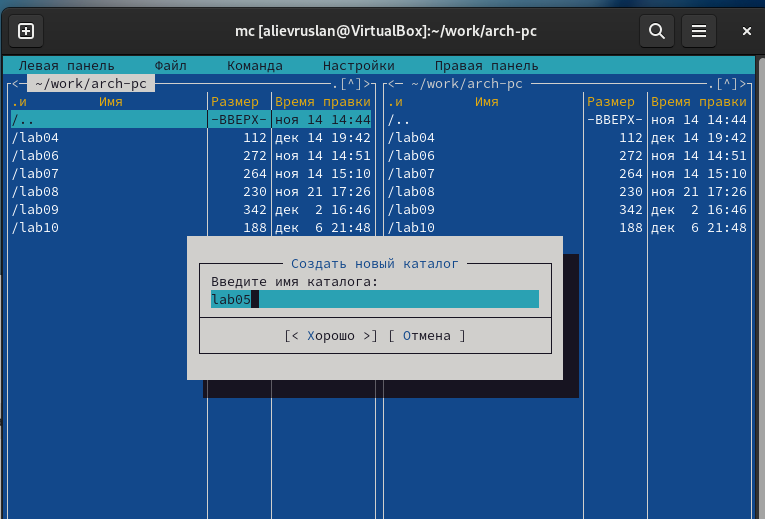 mc [alievruslan@VirtualBox]:~/work/arch-pc
Левая панель Файл Команда Настройки Правая панель
<─ ~/work/arch-pc .[^]> <─ ~/work/arch-pc .[^]>
.и Имя Размер Время правки .и Имя Размер Время правки
/.. -ВВЕРХ- ноя 14 14:44 /.. -ВВЕРХ- ноя 14 14:44
/lab04 112 дек 14 19:42 /lab04 112 дек 14 19:42
/lab06 272 ноя 14 14:51 /lab06 272 ноя 14 14:51
/lab07 264 ноя 14 15:10 /lab07 264 ноя 14 15:10
/lab08 230 ноя 21 17:26 /lab08 230 ноя 21 17:26
/lab09 342 дек 2 16:46 /lab09 342 дек 2 16:46
/lab10 188 дек 6 21:48 /lab10 188 дек 6 21:48
Создать новый каталог
Введите имя каталога:
lab05
[< Хорошо >] [ Отмена ]